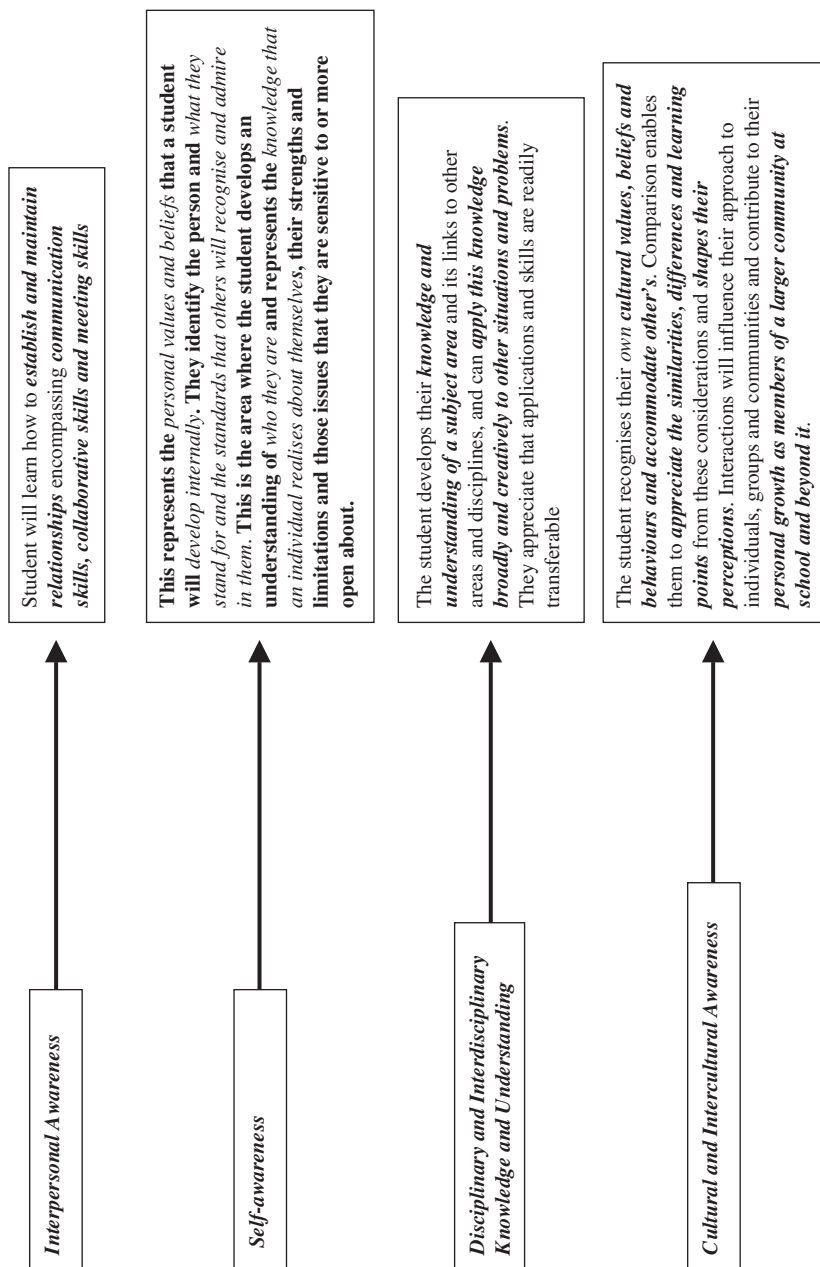 Interpersonal Awareness
Student will learn how to establish and maintain
relationships encompassing communication
skills, collaborative skills and meeting skills
Self-awareness
This represents the personal values and beliefs that a student
will develop internally. They identify the person and what they
stand for and the standards that others will recognise and admire
in them. This is the area where the student develops an
understanding of who they are and represents the knowledge that
an individual realises about themselves, their strengths and
limitations and those issues that they are sensitive to or more
open about.
Disciplinary and Interdisciplinary
Knowledge and Understanding
The student develops their knowledge and
understanding of a subject area and its links to other
areas and disciplines, and can apply this knowledge
broadly and creatively to other situations and problems.
They appreciate that applications and skills are readily
transferable
Cultural and Intercultural Awareness
The student recognises their own cultural values, beliefs and
behaviours and accommodate other's. Comparison enables
them to appreciate the similarities, differences and learning
points from these considerations and shapes their
perceptions. Interactions will influence their approach to
individuals, groups and communities and contribute to their
personal growth as members of a larger community at
school and beyond it.